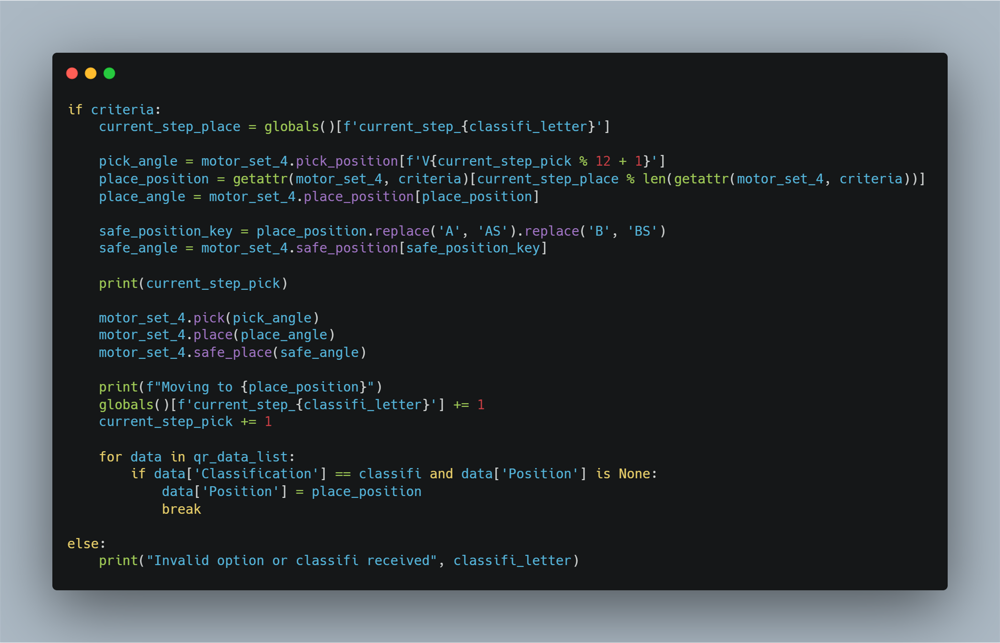 if criteria:
    current_step_place = globals()[f'current_step_{classifi_letter}']

    pick_angle = motor_set_4.pick_position[f'V{current_step_pick % 12 + 1}']
    place_position = getattr(motor_set_4, criteria)[current_step_place % len(getattr(motor_set_4, criteria))]
    place_angle = motor_set_4.place_position[place_position]

    safe_position_key = place_position.replace('A', 'AS').replace('B', 'BS')
    safe_angle = motor_set_4.safe_position[safe_position_key]

    print(current_step_pick)

    motor_set_4.pick(pick_angle)
    motor_set_4.place(place_angle)
    motor_set_4.safe_place(safe_angle)

    print(f"Moving to {place_position}")
    globals()[f'current_step_{classifi_letter}'] += 1
    current_step_pick += 1

    for data in qr_data_list:
        if data['Classification'] == classifi and data['Position'] is None:
            data['Position'] = place_position
            break

else:
    print("Invalid option or classifi received", classifi_letter)